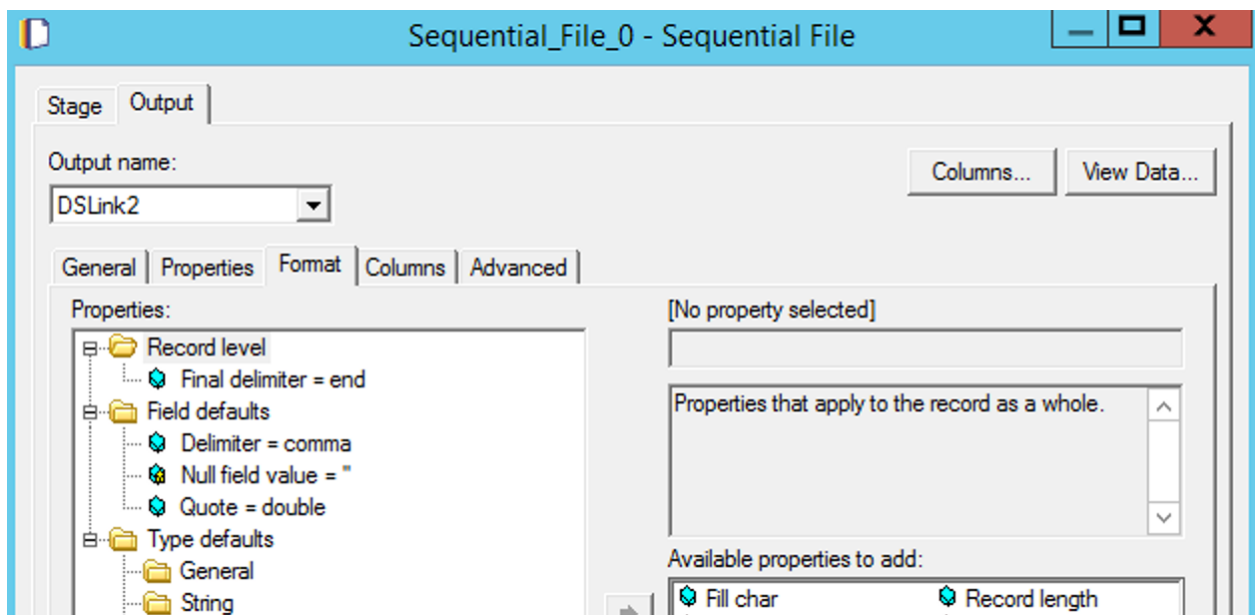 Sequential_File_0 - Sequential File
Stage Output
Output name:
DSLink2
Columns... View Data...
General Properties Format Columns Advanced
Properties:
Record level
Final delimiter = end
Field defaults
Delimiter = comma
Null field value = ''
Quote = double
Type defaults
General
String
[No property selected]
Properties that apply to the record as a whole.
Available properties to add:
Fill char Record length